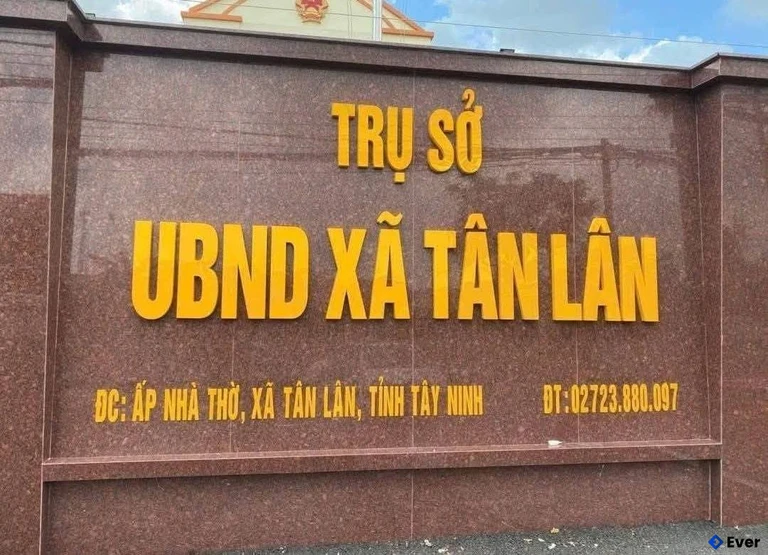 TRỤ SỞ
UBND XÃ TÂN LÂN
ĐC: ẤP NHÀ THỜ, XÃ TÂN LÂN, TỈNH TÂY NINH ĐT:02723.880.097
Ever